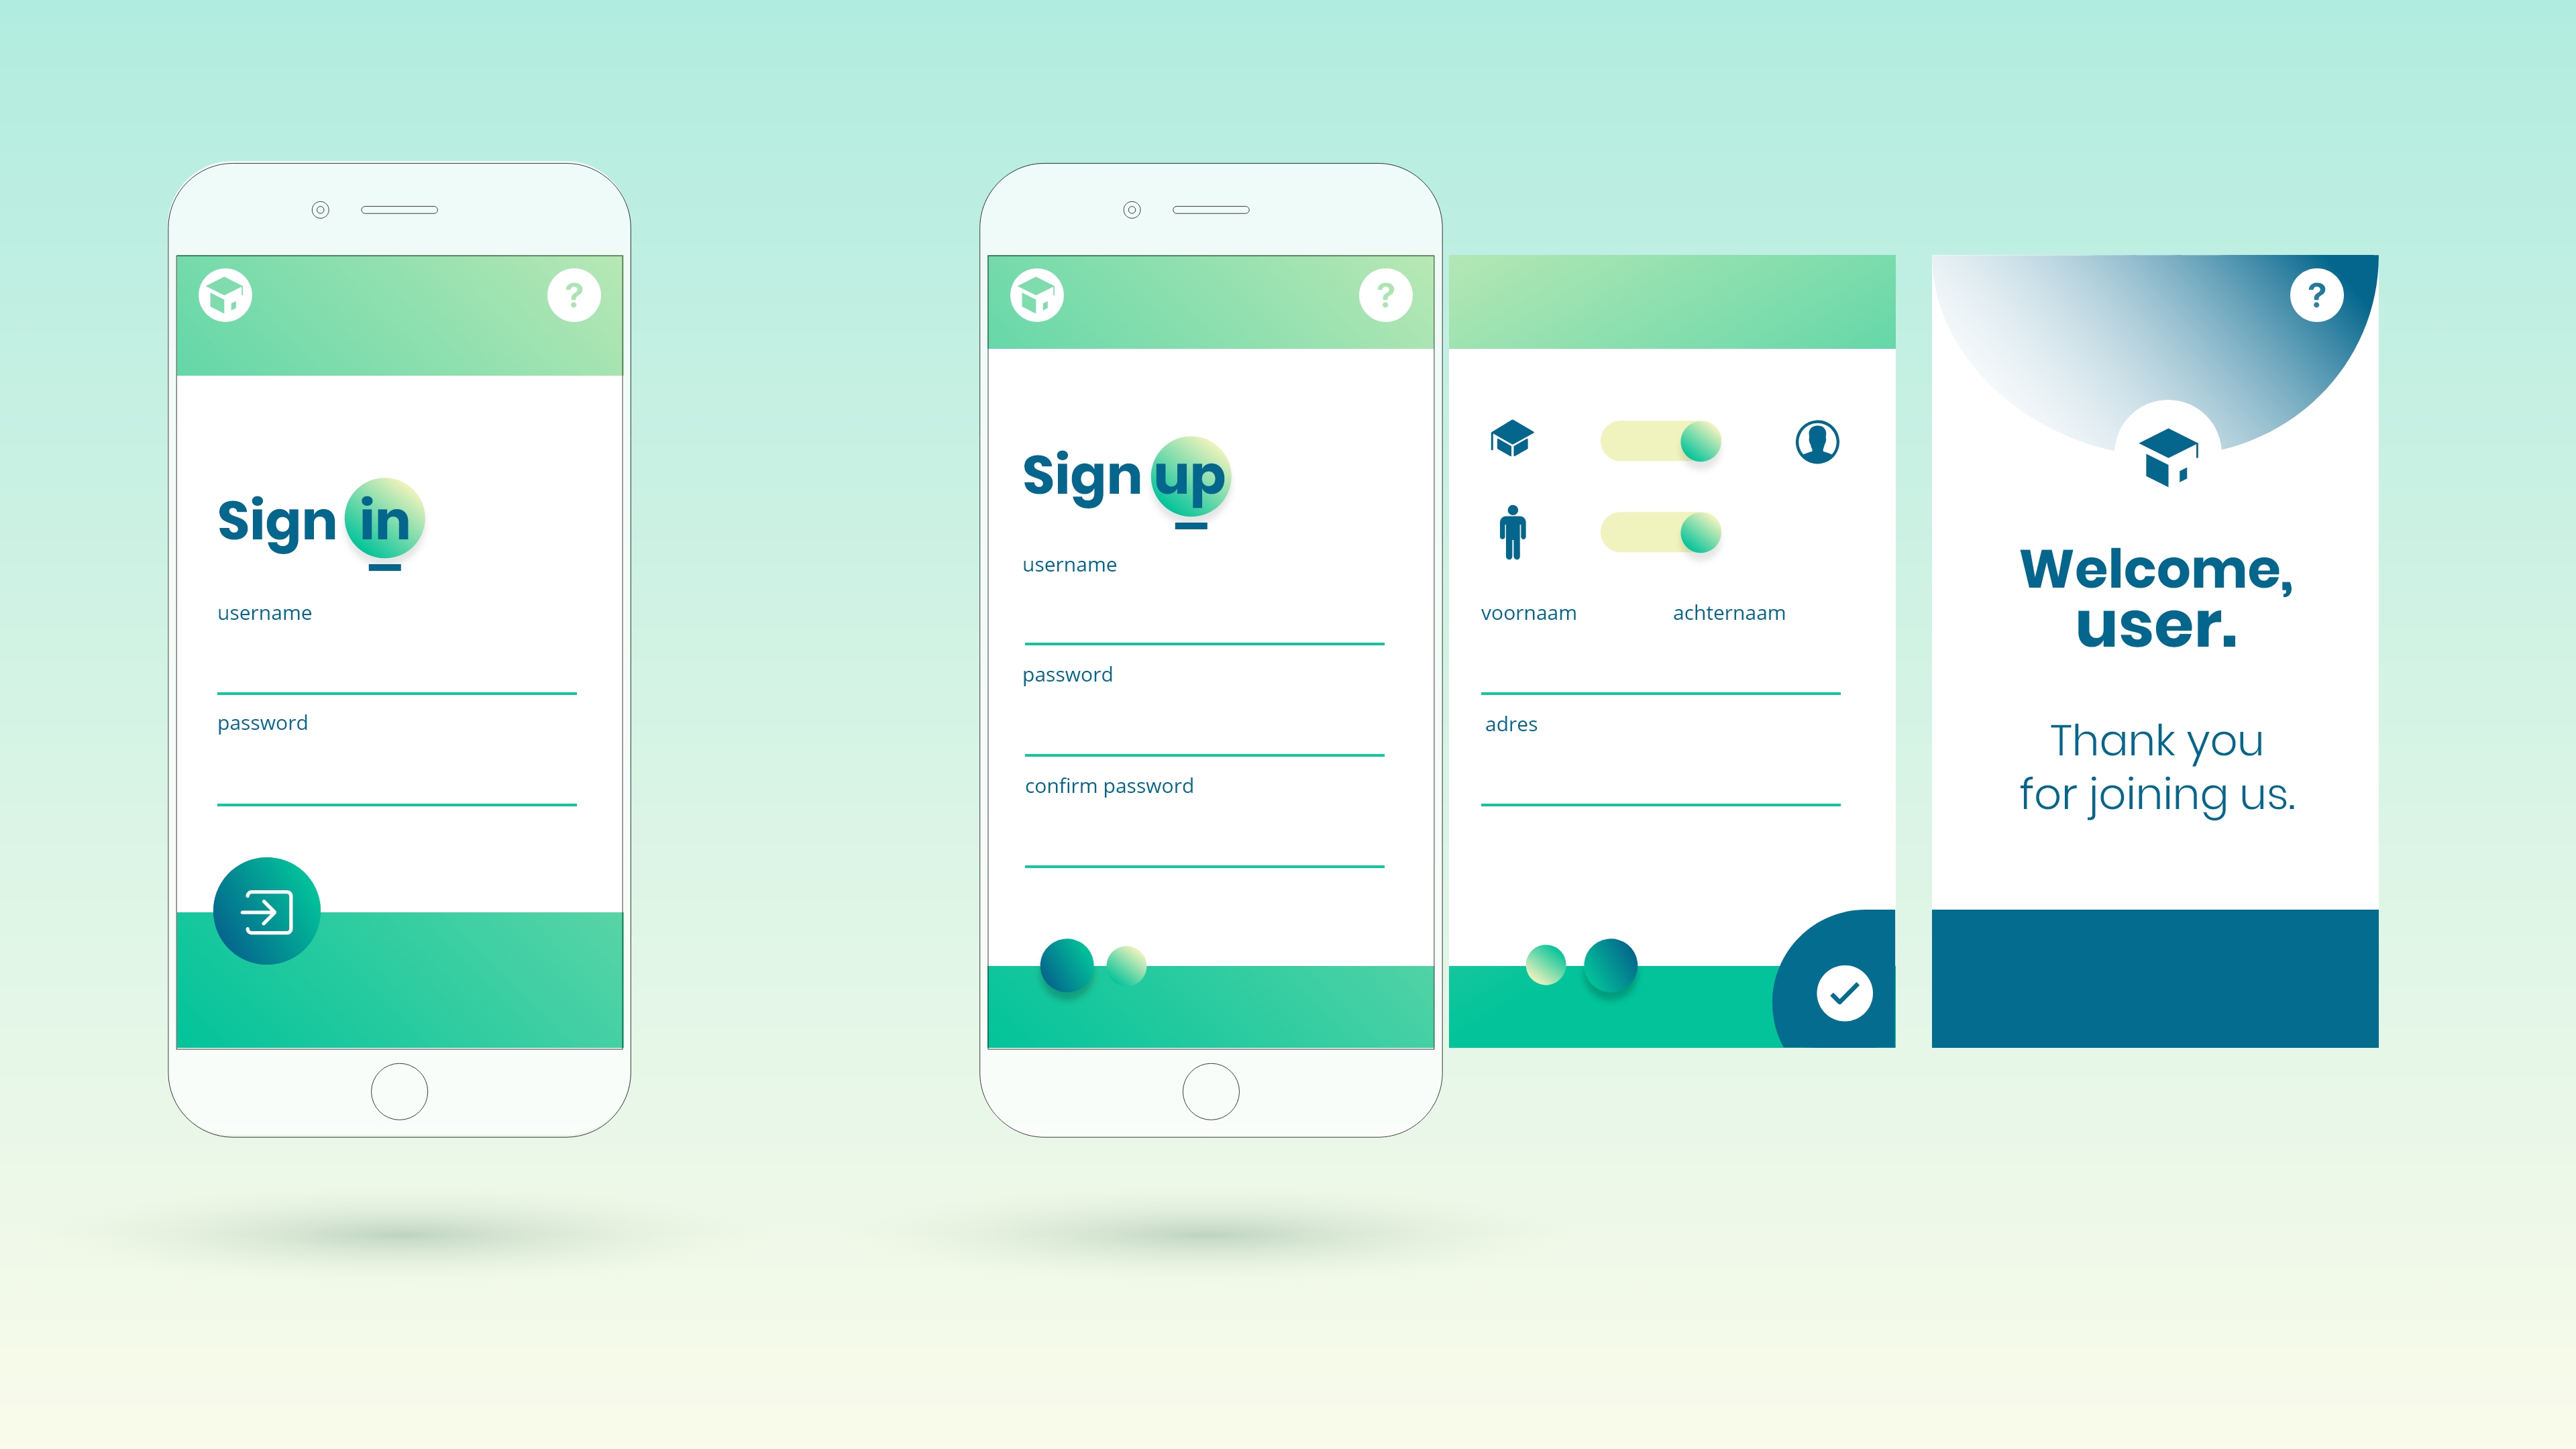 ?
Sign in
username
password
?
Sign up
username
password
confirm password
voornaam achternaam
adres
?
Welcome,
user.
Thank you
for joining us.